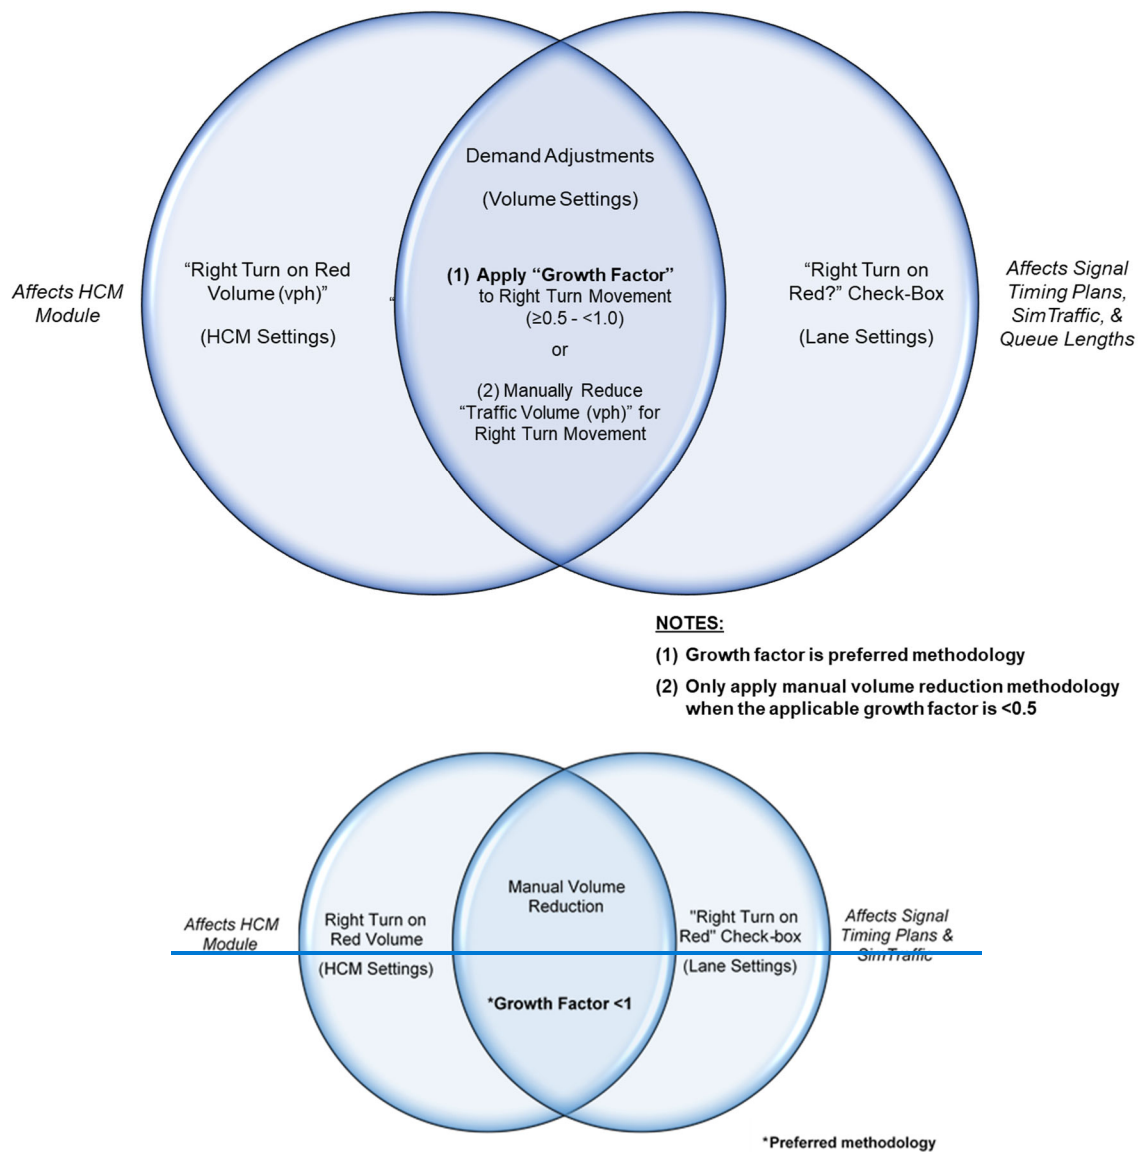 Demand Adjustments
(Volume Settings)
“Right Turn on Red
Volume (vph)”
(HCM Settings)
Affects HCM
Module
“
(1) Apply “Growth Factor”
to Right Turn Movement
(≥0.5 - <1.0)
or
(2) Manually Reduce
“Traffic Volume (vph)” for
Right Turn Movement
“Right Turn on
Red?” Check-Box
(Lane Settings)
Affects Signal
Timing Plans,
SimTraffic, &
Queue Lengths
NOTES:
(1) Growth factor is preferred methodology
(2) Only apply manual volume reduction methodology
when the applicable growth factor is <0.5
Manual Volume
Reduction
Affects HCM
Module
Right Turn on
Red Volume
(HCM Settings)
*Growth Factor <1
"Right Turn on
Red" Check-box
(Lane Settings)
Affects Signal
Timing Plans &
SimTraffic
*Preferred methodology